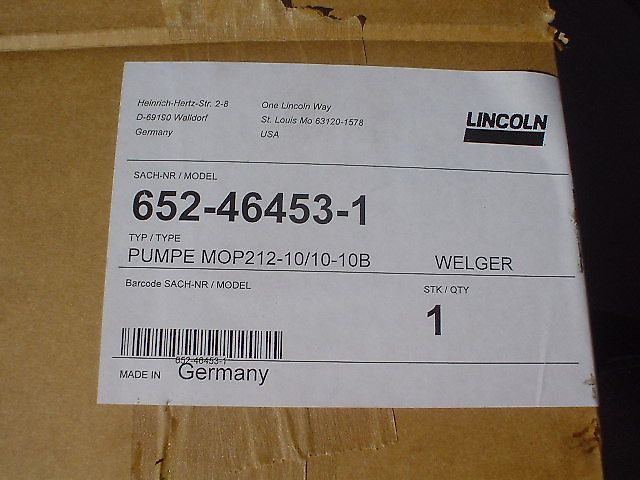 Heinrich-Hertz-Str. 2-8
D-69190 Walldorf
Germany
One Lincoln Way
St. Louis Mo 63120-1578
USA
LINCOLN
SACH-NR / MODEL
652-46453-1
TYP / TYPE
PUMPE MOP212-10/10-10B WELGER
Barcode SACH-NR / MODEL
STK / QTY
1
652-46453-1
MADE IN Germany